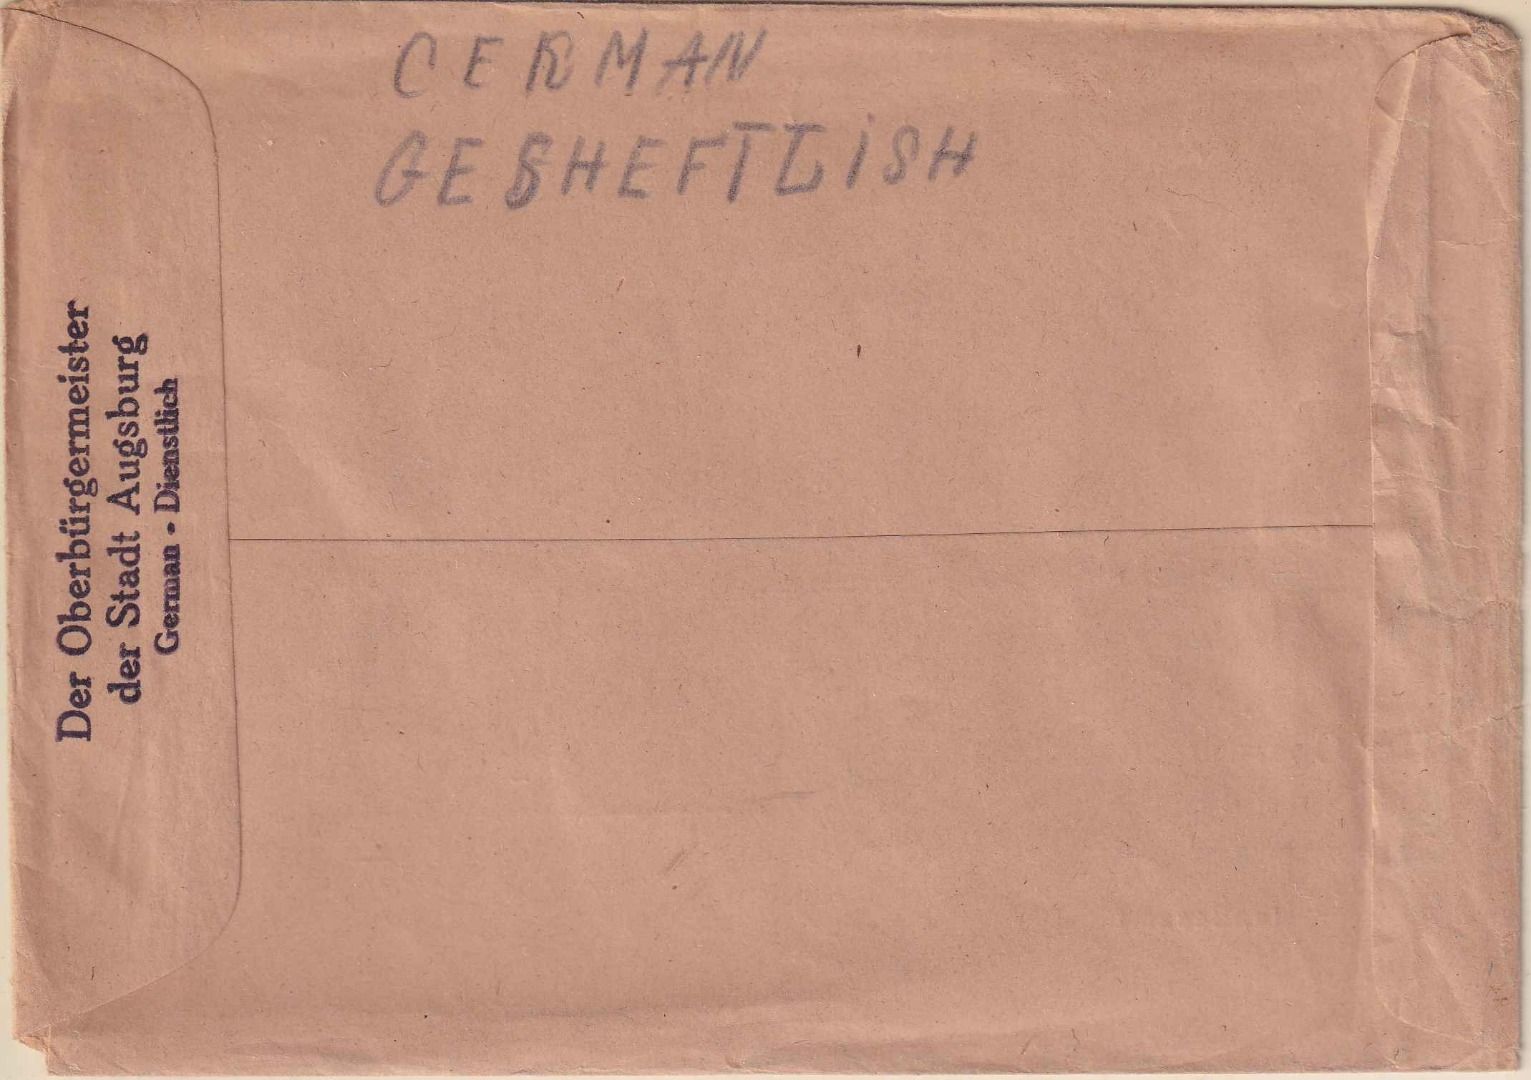 CERMAN
GESHEFTLISH
Der Oberbürgermeister
der Stadt Augsburg
German - Dienstlich